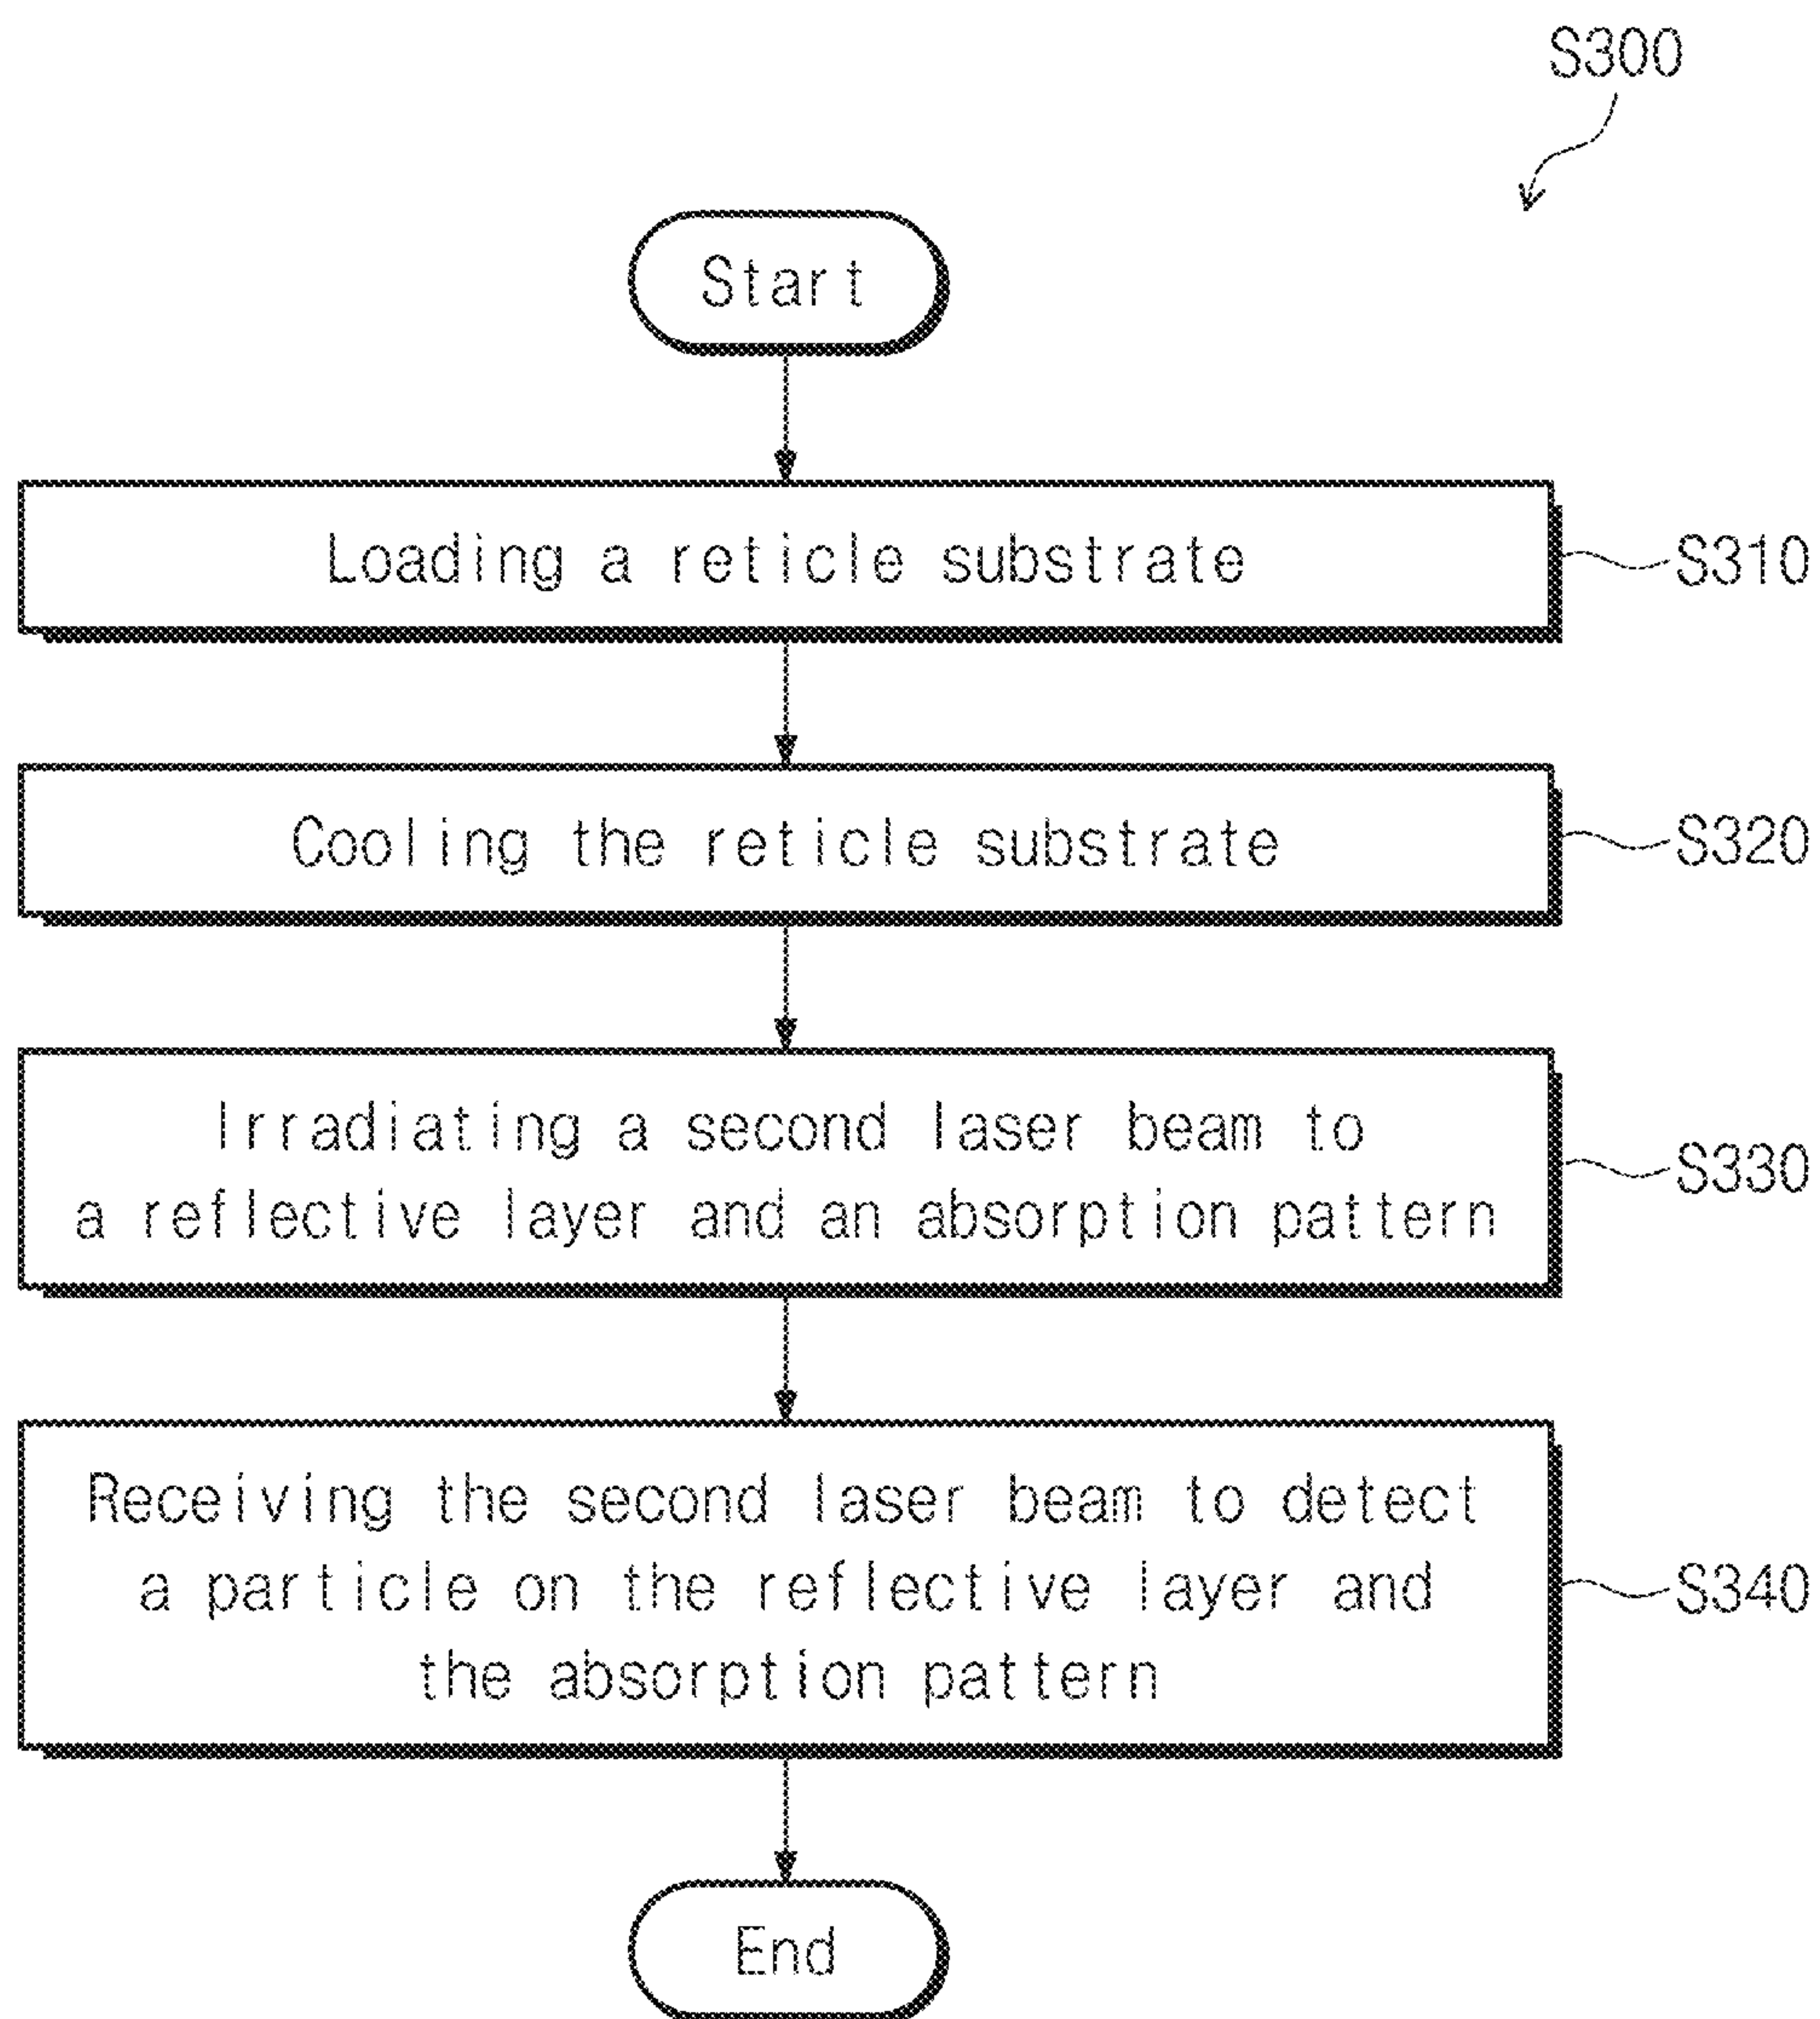 S300
Start
Loading a reticle substrate
S310
Cooling the reticle substrate
S320
Irradiating a second laser beam to
a reflective layer and an absorption pattern
S330
Receiving the second laser beam to detect
a particle on the reflective layer and
the absorption pattern
S340
End